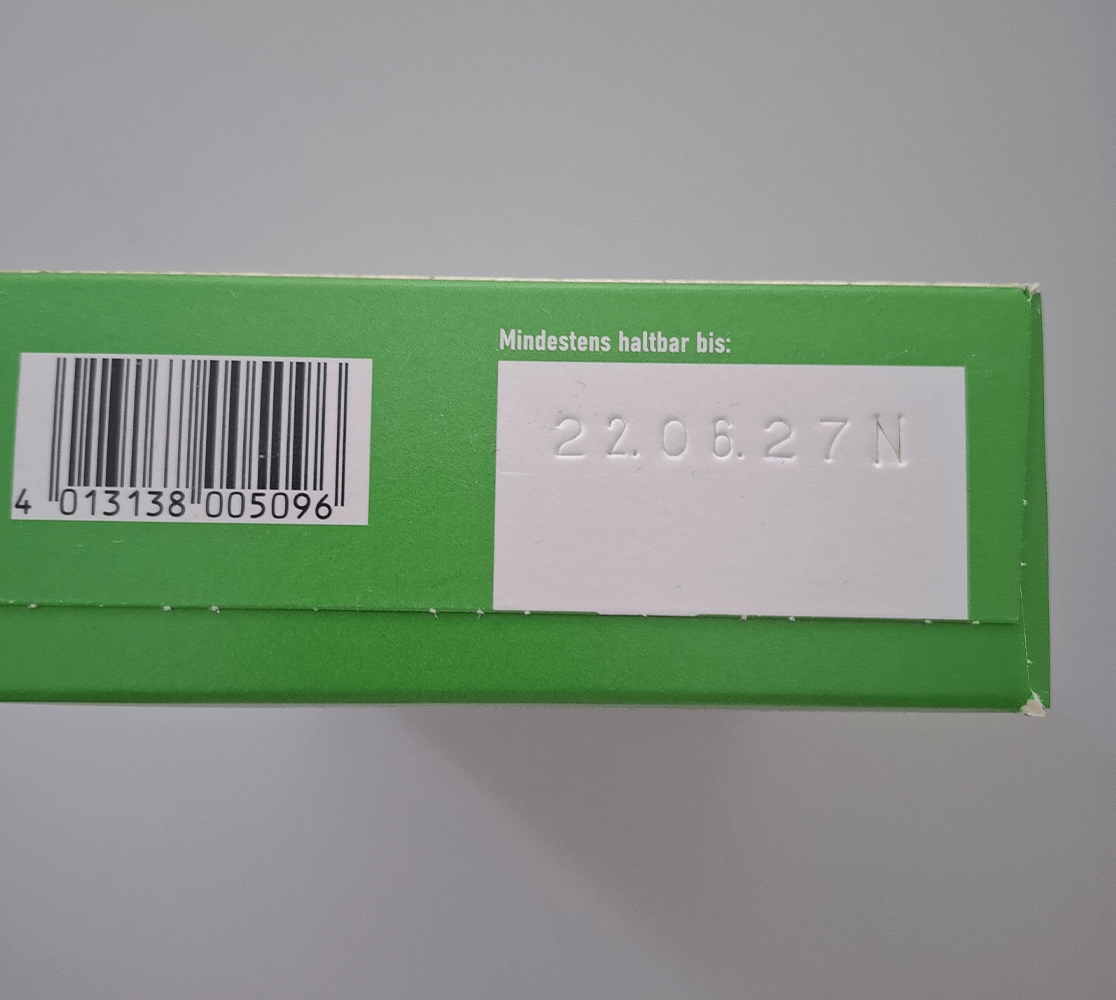 Mindestens haltbar bis:
22.06.27N
4 013138 005096